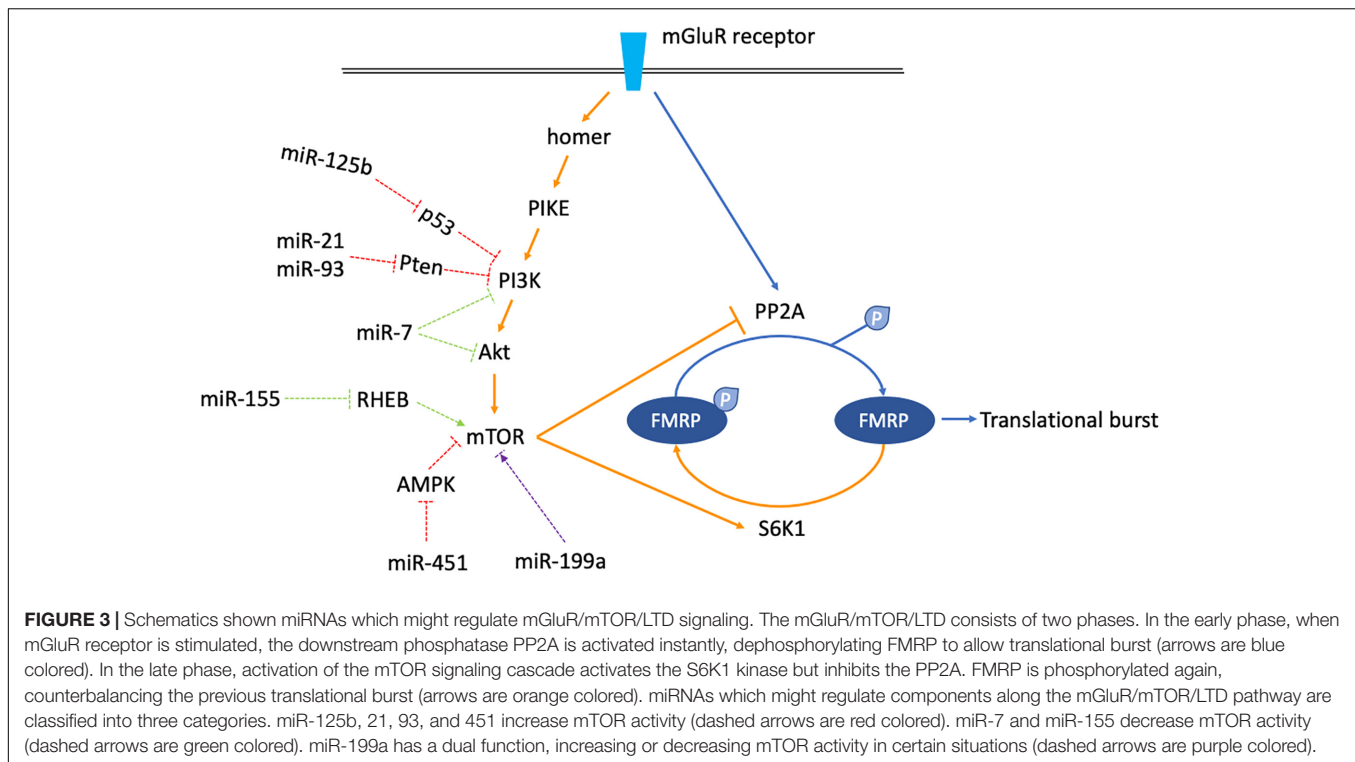 mGluR receptor
homer
miR-125b
p53
PIKE
miR-21
miR-93
Pten
PI3K
PP2A
P
miR-7
Akt
miR-155
RHEB
P
FMRP
FMRP
Translational burst
mTOR
AMPK
S6K1
miR-451
miR-199a
FIGURE 3 | Schematics shown miRNAs which might regulate mGluR/mTOR/LTD signaling. The mGluR/mTOR/LTD consists of two phases. In the early phase, when
mGluR receptor is stimulated, the downstream phosphatase PP2A is activated instantly, dephosphorylating FMRP to allow translational burst (arrows are blue
colored). In the late phase, activation of the mTOR signaling cascade activates the S6K1 kinase but inhibits the PP2A. FMRP is phosphorylated again,
counterbalancing the previous translational burst (arrows are orange colored). miRNAs which might regulate components along the mGluR/mTOR/LTD pathway are
classified into three categories. miR-125b, 21, 93, and 451 increase mTOR activity (dashed arrows are red colored). miR-7 and miR-155 decrease mTOR activity
(dashed arrows are green colored). miR-199a has a dual function, increasing or decreasing mTOR activity in certain situations (dashed arrows are purple colored).